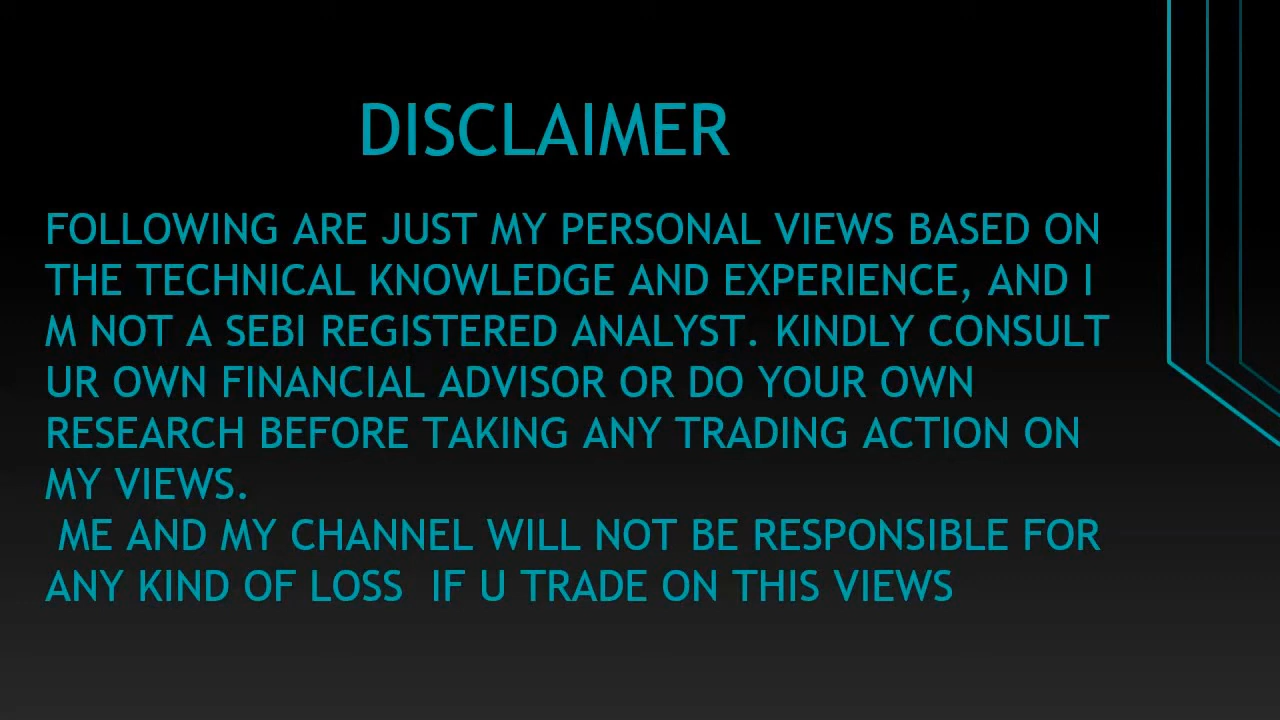 DISCLAIMER
FOLLOWING ARE JUST MY PERSONAL VIEWS BASED ON
THE TECHNICAL KNOWLEDGE AND EXPERIENCE, AND I
M NOT A SEBI REGISTERED ANALYST. KINDLY CONSULT
UR OWN FINANCIAL ADVISOR OR DO YOUR OWN
RESEARCH BEFORE TAKING ANY TRADING ACTION ON
MY VIEWS.
ME AND MY CHANNEL WILL NOT BE RESPONSIBLE FOR
ANY KIND OF LOSS  IF U TRADE ON THIS VIEWS